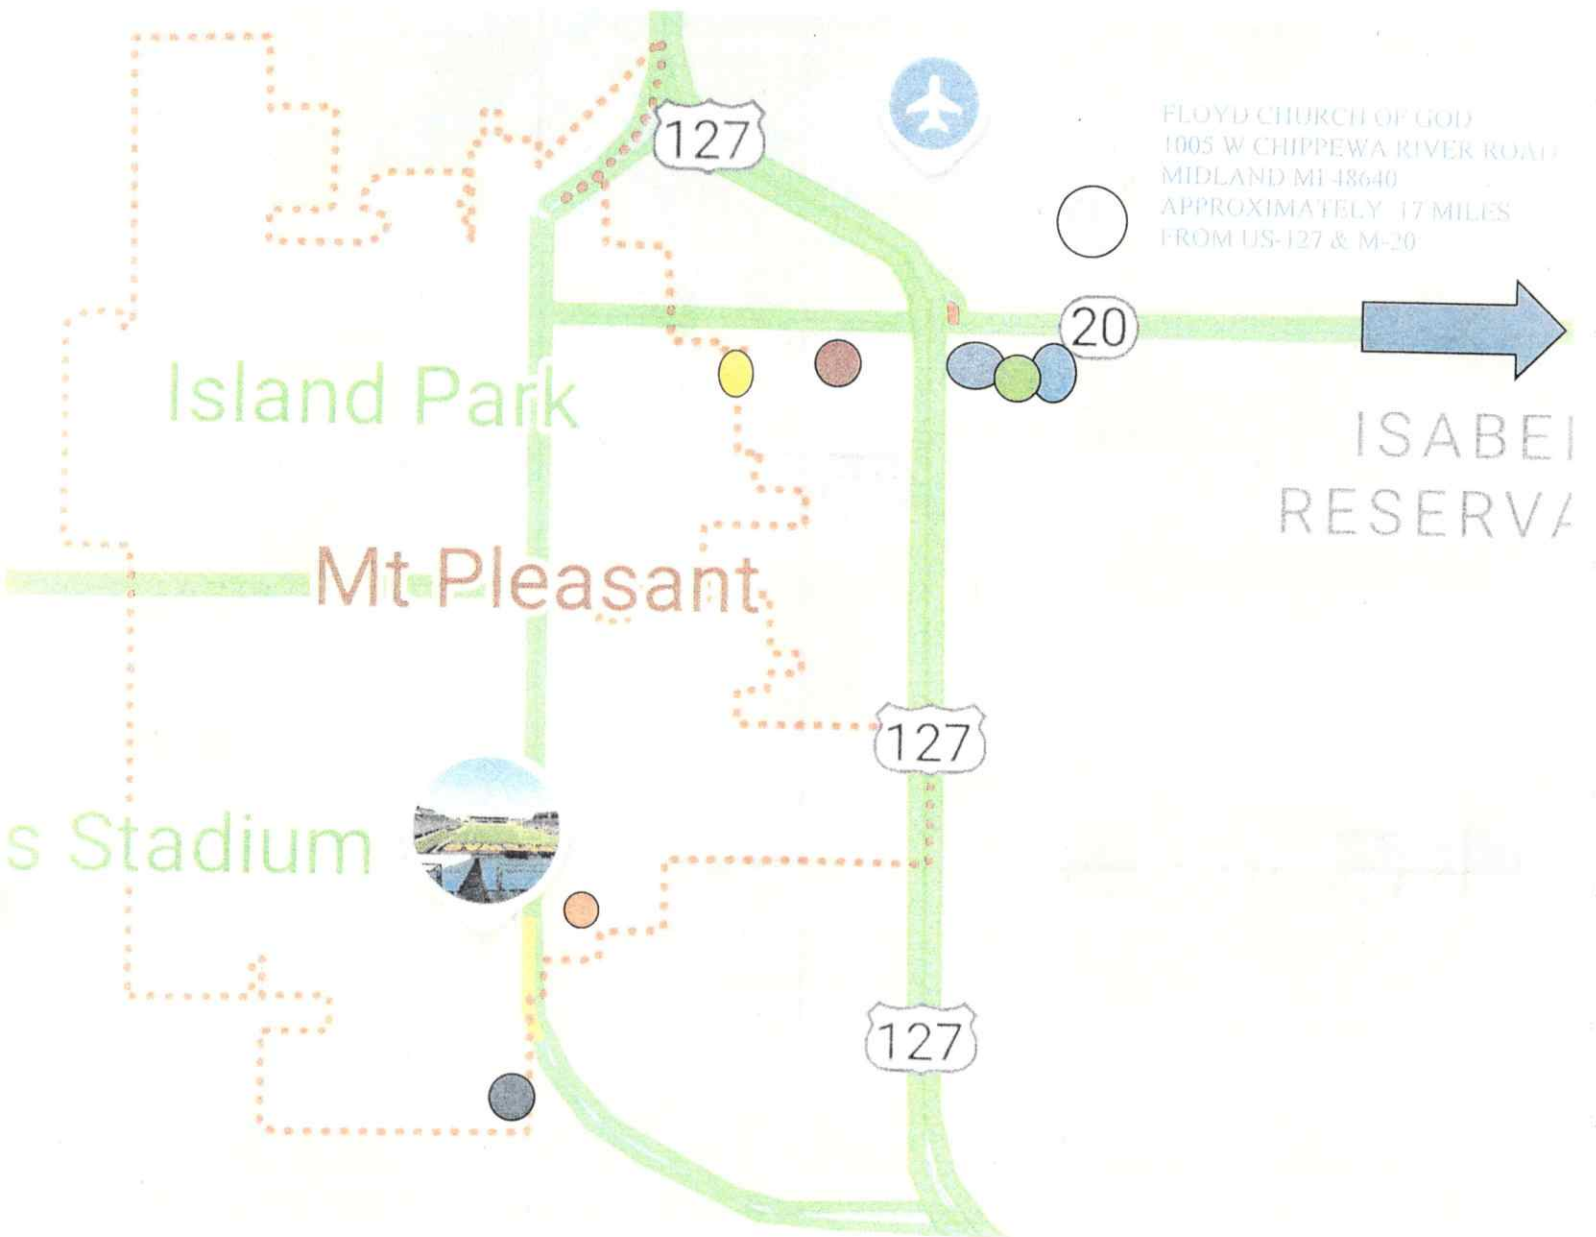 127
FLOYD CHURCH OF GOD
1005 W CHIPPEWA RIVER ROAD
MIDLAND MI 48640
APPROXIMATELY 17 MILES
FROM US-127 & M-20
20
Island Park
ISABEL
RESERVA
Mt Pleasant
127
s Stadium
127